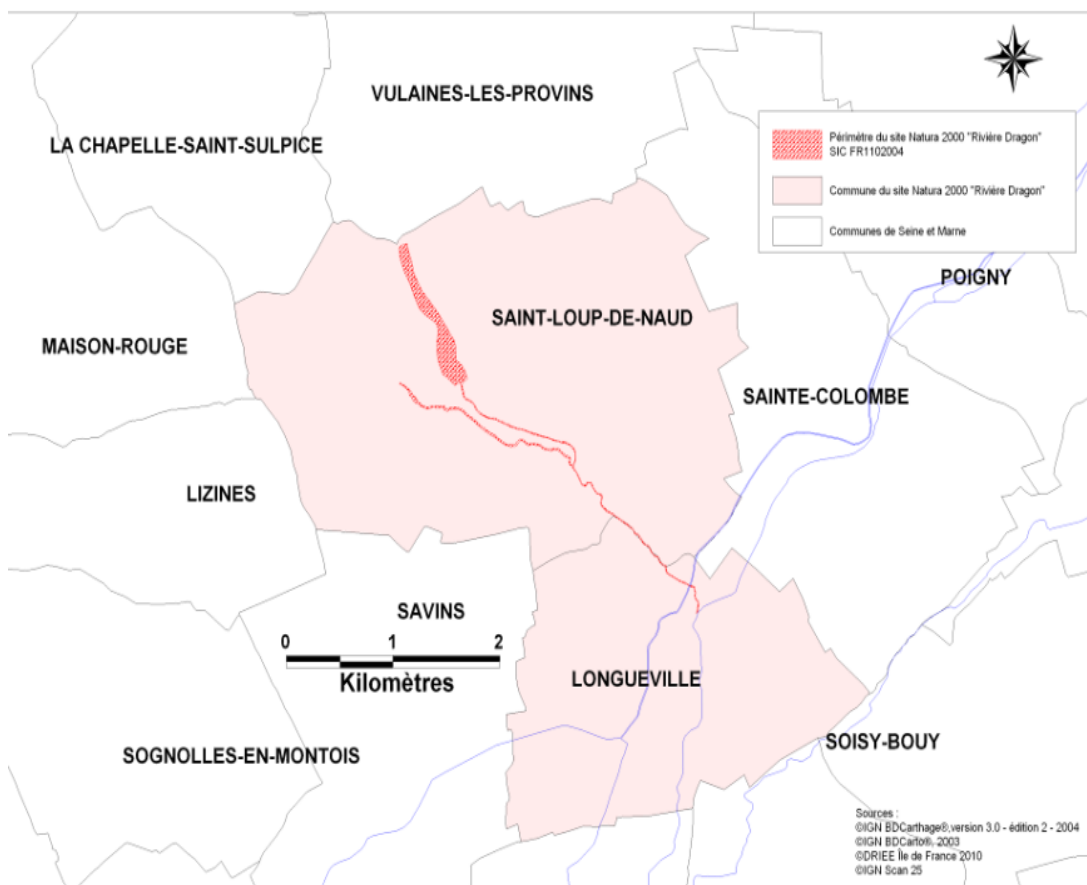 VULAINES-LES-PROVINS
LA CHAPELLE-SAINT-SULPICE
Périmètre du site Natura 2000 "Rivière Dragon"
SIC FR1102004
Commune du site Natura 2000 "Rivière Dragon"
Communes de Seine et Marne
POIGNY
SAINT-LOUP-DE-NAUD
MAISON-ROUGE
SAINTE-COLOMBE
LIZINES
SAVINS
0 1 2
Kilomètres
LONGUEVILLE
SOGNOLLES-EN-MONTOIS
SOISY-BOUY
Sources :
©IGN BDCarthage®,version 3.0 - édition 2 - 2004
©IGN BDCarto®, 2003
©DRIEE Île de France 2010
©IGN Scan 25